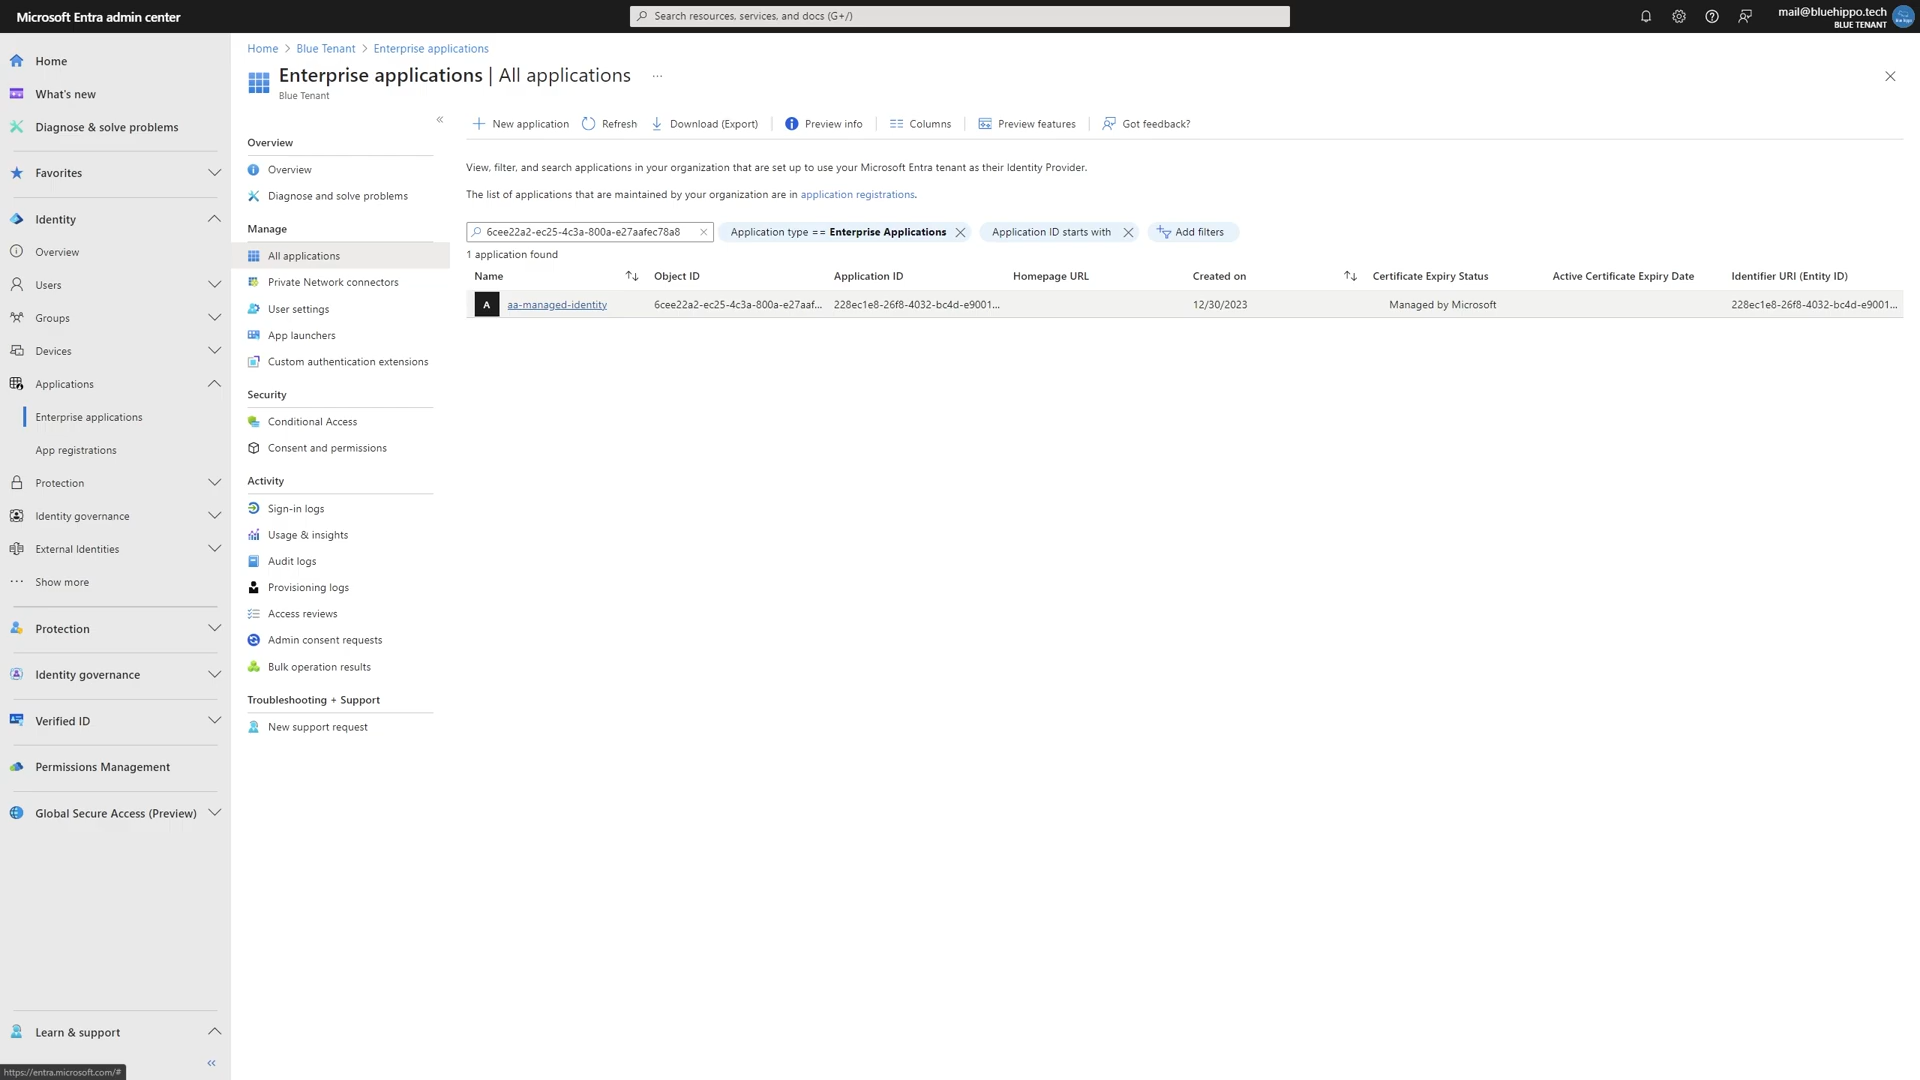 Microsoft Entra admin center
Search resources, services, and docs (G+/)
mail@bluehippo.tech
BLUE TENANT
Home
What's new
Diagnose & solve problems
Favorites
Identity
Overview
Users
Groups
Devices
Applications
Enterprise applications
App registrations
Protection
Identity governance
External Identities
Show more
Protection
Identity governance
Verified ID
Permissions Management
Global Secure Access (Preview)
Learn & support
https://entra.microsoft.com/#
Home > Blue Tenant > Enterprise applications
Enterprise applications | All applications ...
Blue Tenant
Overview
Overview
Diagnose and solve problems
Manage
All applications
Private Network connectors
User settings
App launchers
Custom authentication extensions
Security
Conditional Access
Consent and permissions
Activity
Sign-in logs
Usage & insights
Audit logs
Provisioning logs
Access reviews
Admin consent requests
Bulk operation results
Troubleshooting + Support
New support request
New application Refresh Download (Export) Preview info Columns Preview features Got feedback?
View, filter, and search applications in your organization that are set up to use your Microsoft Entra tenant as their Identity Provider.
The list of applications that are maintained by your organization are in application registrations.
6cee22a2-ec25-4c3a-800a-e27aafec78a8 Application type == Enterprise Applications Application ID starts with Add filters
1 application found
Name Object ID Application ID Homepage URL Created on Certificate Expiry Status Active Certificate Expiry Date Identifier URI (Entity ID)
A aa-managed-identity 6cee22a2-ec25-4c3a-800a-e27aaf... 228ec1e8-26f8-4032-bc4d-e9001... 12/30/2023 Managed by Microsoft 228ec1e8-26f8-4032-bc4d-e9001...